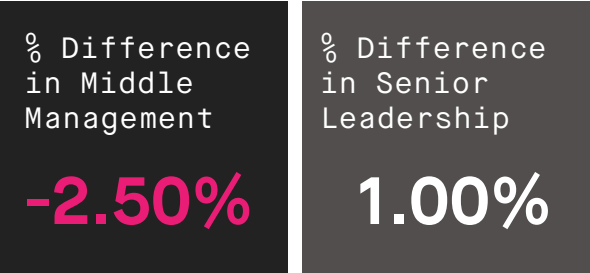 % Difference
in Middle
Management
-2.50%
% Difference
in Senior
Leadership
1.00%